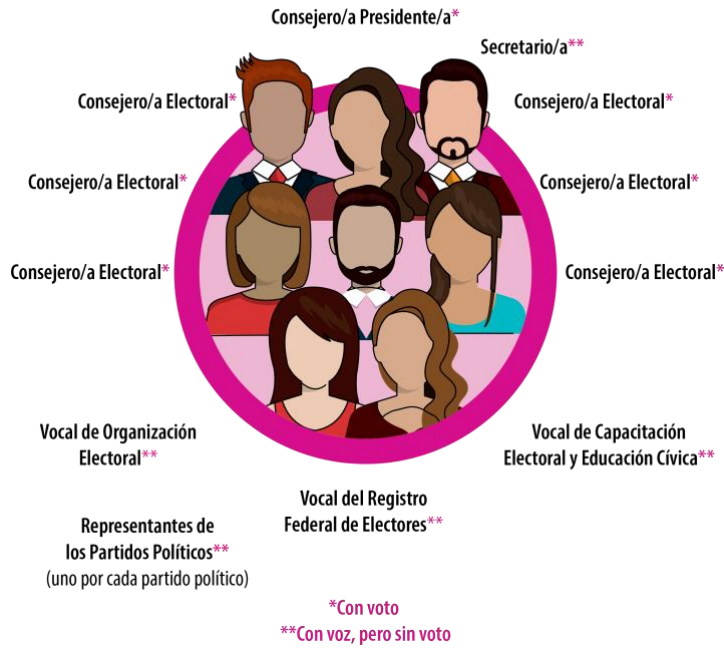 Consejero/a Presidente/a*
Secretario/a**
Consejero/a Electoral*
Consejero/a Electoral*
Consejero/a Electoral*
Consejero/a Electoral*
Consejero/a Electoral*
Consejero/a Electoral*
Vocal de Organización
Electoral**
Vocal de Capacitación
Electoral y Educación Cívica**
Vocal del Registro
Federal de Electores**
Representantes de
los Partidos Políticos**
(uno por cada partido político)
*Con voto
**Con voz, pero sin voto